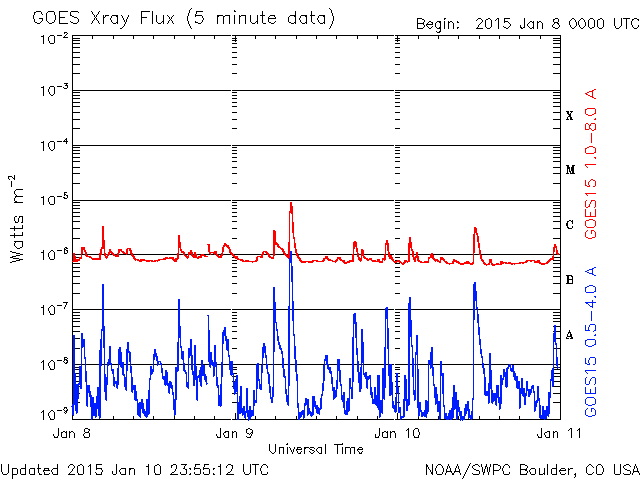 GOES Xray Flux (5 minute data)
Begin: 2015 Jan 8 0000 UTC
10⁻²
10⁻³
10⁻⁴
10⁻⁵
10⁻⁶
10⁻⁷
10⁻⁸
10⁻⁹
Watts m⁻²
X
M
C
B
A
GOES15 1.0-8.0 A
GOES15 0.5-4.0 A
Jan 8
Jan 9
Jan 10
Jan 11
Universal Time
Updated 2015 Jan 10 23:55:12 UTC
NOAA/SWPC Boulder, CO USA